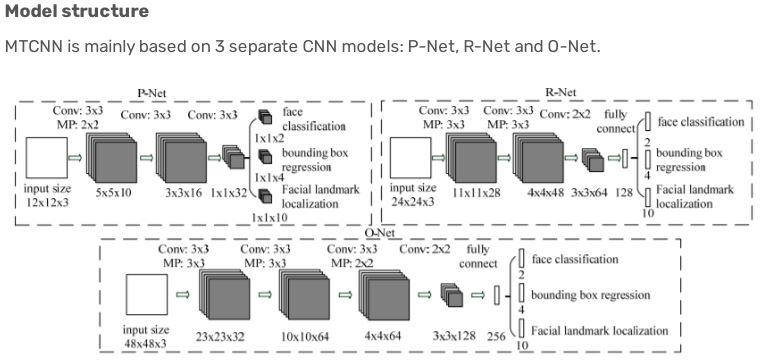 Model structure
MTCNN is mainly based on 3 separate CNN models: P-Net, R-Net and O-Net.
P-Net
Conv: 3x3
MP: 2x2
Conv: 3x3
Conv: 3x3
input size
12x12x3
5x5x10
3x3x16
1x1x32
face
classification
1x1x2
bounding box
regression
1x1x4
Facial landmark
localization
1x1x10
R-Net
Conv: 3x3
MP: 3x3
Conv: 3x3
MP: 3x3
Conv: 2x2
fully
connect
input size
24x24x3
11x11x28
4x4x48
3x3x64
128
face classification
2
bounding box
regression
4
Facial landmark
localization
10
O-Net
Conv: 3x3
MP: 3x3
Conv: 3x3
MP: 3x3
Conv: 3x3
MP: 2x2
Conv: 2x2
fully
connect
input size
48x48x3
23x23x32
10x10x64
4x4x64
3x3x128
256
face classification
2
bounding box regression
4
Facial landmark localization
10